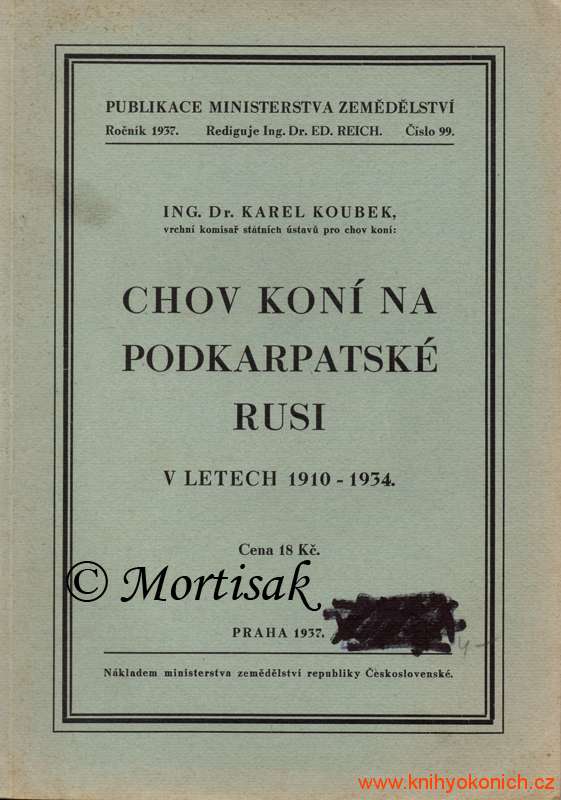 PUBLIKACE MINISTERSTVA ZEMĚDĚLSTVÍ
Ročník 1937. Rediguje Ing. Dr. ED. REICH. Číslo 99.
ING. Dr. KAREL KOUBEK,
vrchní komisař státních ústavů pro chov koní:
CHOV KONÍ NA
PODKARPATSKÉ
RUSI
V LETECH 1910 - 1934.
Cena 18 Kč.
© Mortisak
PRAHA 1937.
Nákladem ministerstva zemědělství republiky Československé.
www.knihyokonich.cz